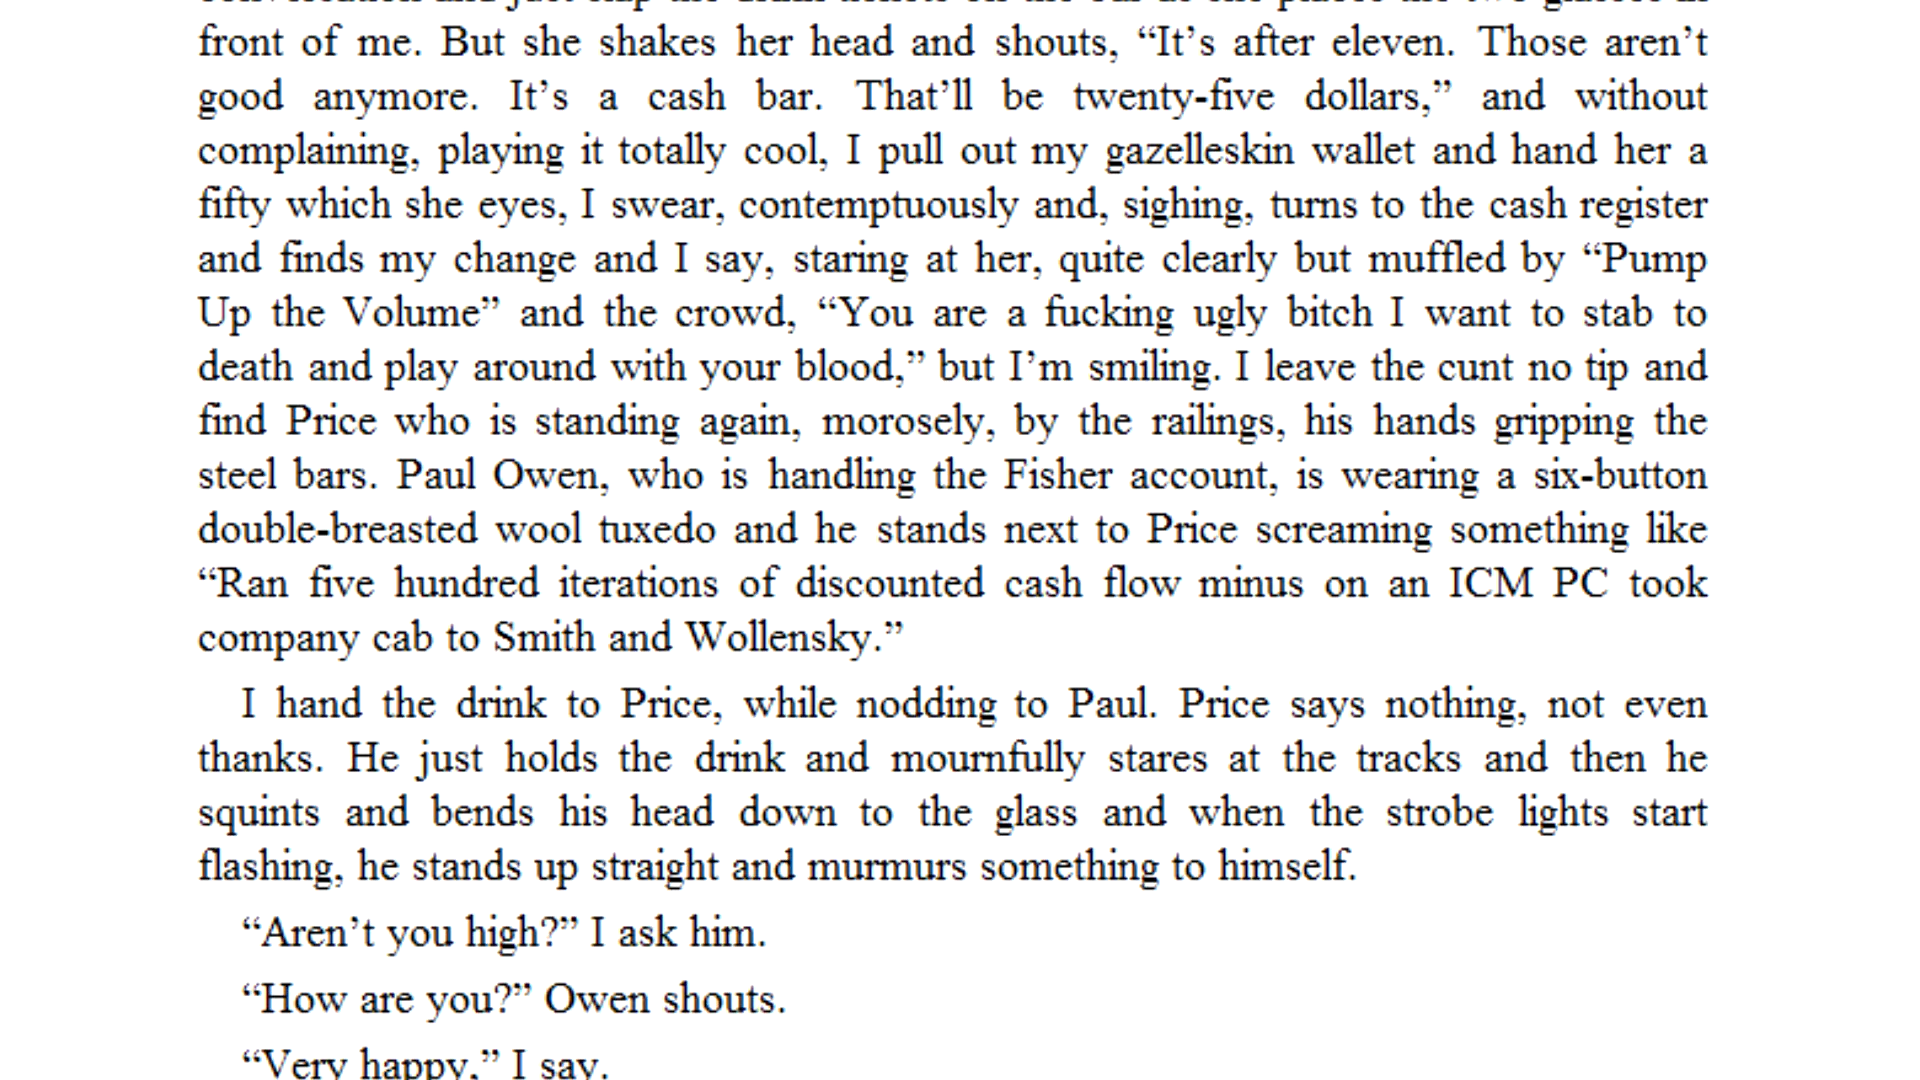 front of me. But she shakes her head and shouts, “It’s after eleven. Those aren’t
good anymore. It’s a cash bar. That’ll be twenty-five dollars,” and without
complaining, playing it totally cool, I pull out my gazelleskin wallet and hand her a
fifty which she eyes, I swear, contemptuously and, sighing, turns to the cash register
and finds my change and I say, staring at her, quite clearly but muffled by “Pump
Up the Volume” and the crowd, “You are a fucking ugly bitch I want to stab to
death and play around with your blood,” but I’m smiling. I leave the cunt no tip and
find Price who is standing again, morosely, by the railings, his hands gripping the
steel bars. Paul Owen, who is handling the Fisher account, is wearing a six-button
double-breasted wool tuxedo and he stands next to Price screaming something like
“Ran five hundred iterations of discounted cash flow minus on an ICM PC took
company cab to Smith and Wollensky.”
I hand the drink to Price, while nodding to Paul. Price says nothing, not even
thanks. He just holds the drink and mournfully stares at the tracks and then he
squints and bends his head down to the glass and when the strobe lights start
flashing, he stands up straight and murmurs something to himself.
“Aren’t you high?” I ask him.
“How are you?” Owen shouts.
“Very happy,” I say.